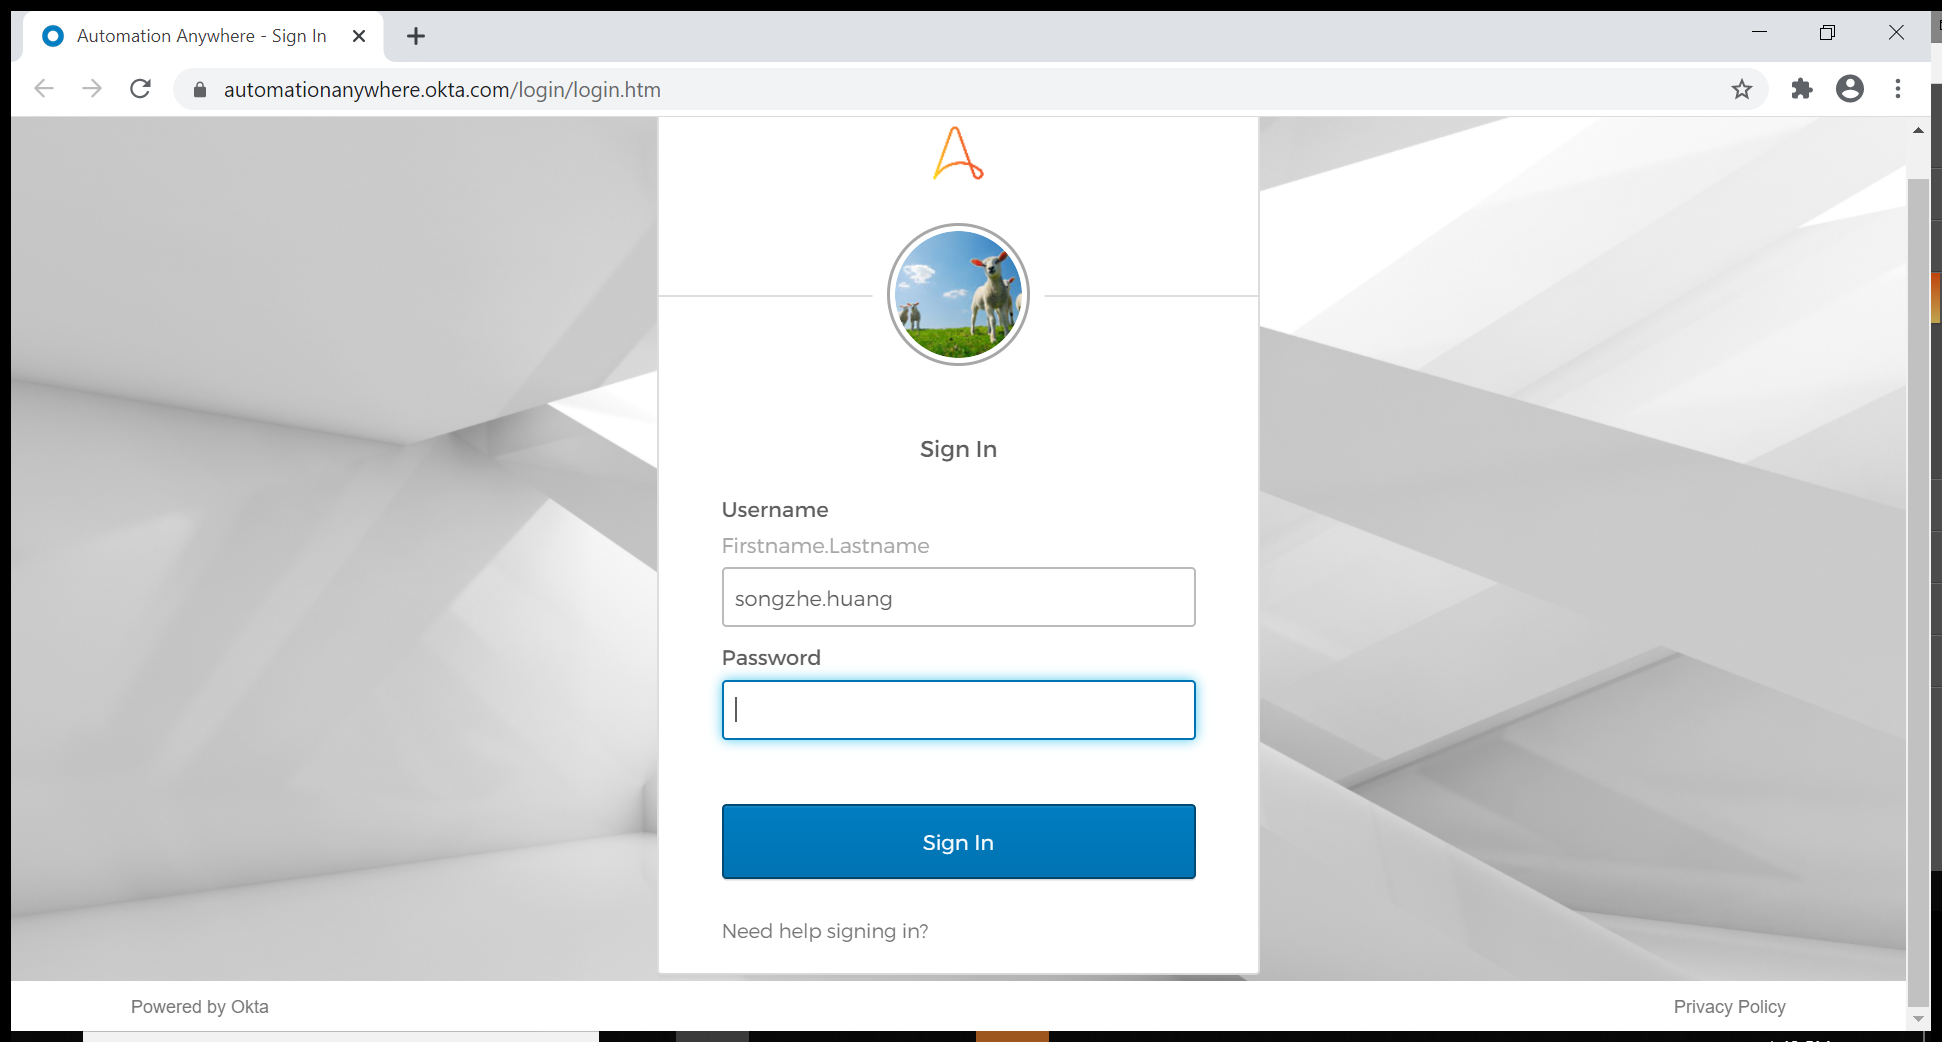 Automation Anywhere - Sign In
automationanywhere.okta.com/login/login.htm
Sign In
Username
Firstname.Lastname
songzhe.huang
Password
Sign In
Need help signing in?
Powered by Okta
Privacy Policy